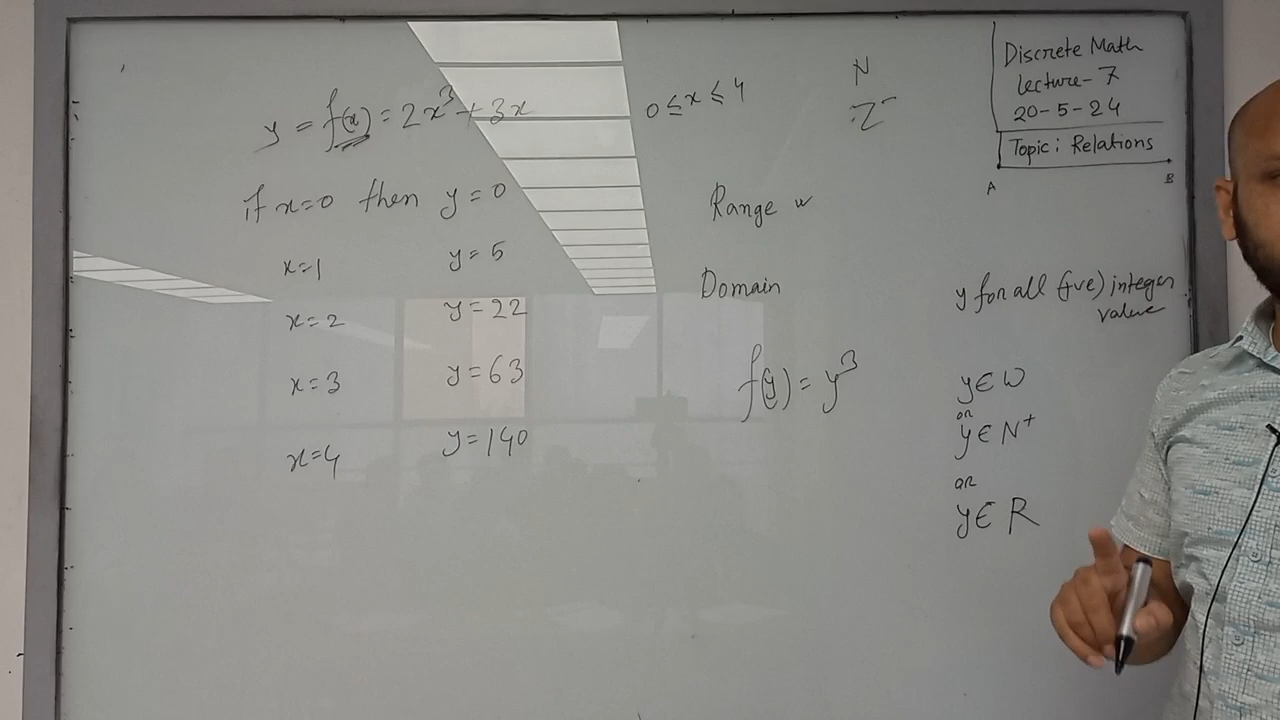 Discrete Math
Lecture-7
20-5-24
Topic: Relations
A B
y = f(x) = 2x³ + 3x 0 ≤ x ≤ 4
N
Z⁻
if x=0 then y=0
x=1 y=5
x=2 y=22
x=3 y=63
x=4 y=140
Range w
Domain
f(y) = y³
y for all (+ve) integer
value
y∈W
or
y∈N⁺
OR
y∈R